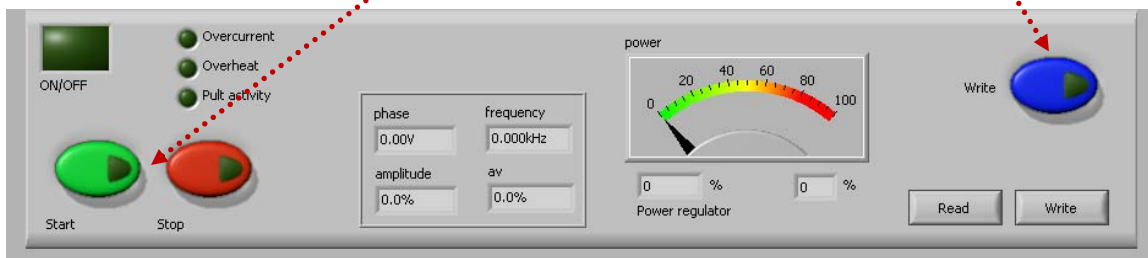 ON/OFF
Overcurrent
Overheat
Pult activity
Start
Stop
phase
frequency
0.00V
0.000kHz
amplitude
av
0.0%
0.0%
power
0
20
40
60
80
100
0 %
0 %
Power regulator
Write
Read
Write